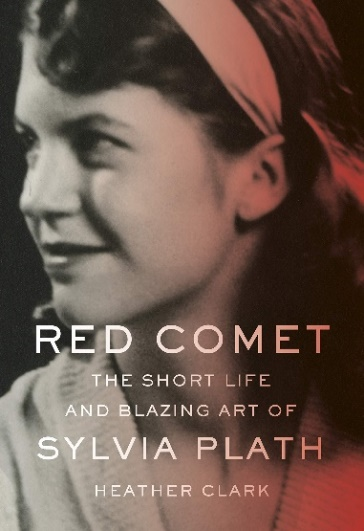 RED COMET
THE SHORT LIFE
AND BLAZING ART OF
SYLVIA PLATH
HEATHER CLARK